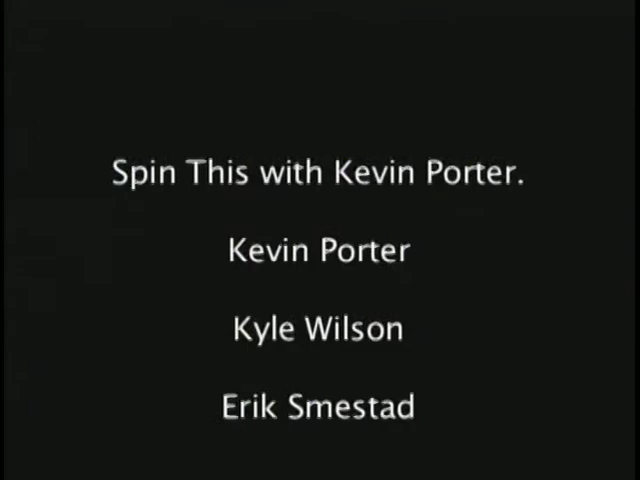 Spin This with Kevin Porter.
Kevin Porter
Kyle Wilson
Erik Smestad